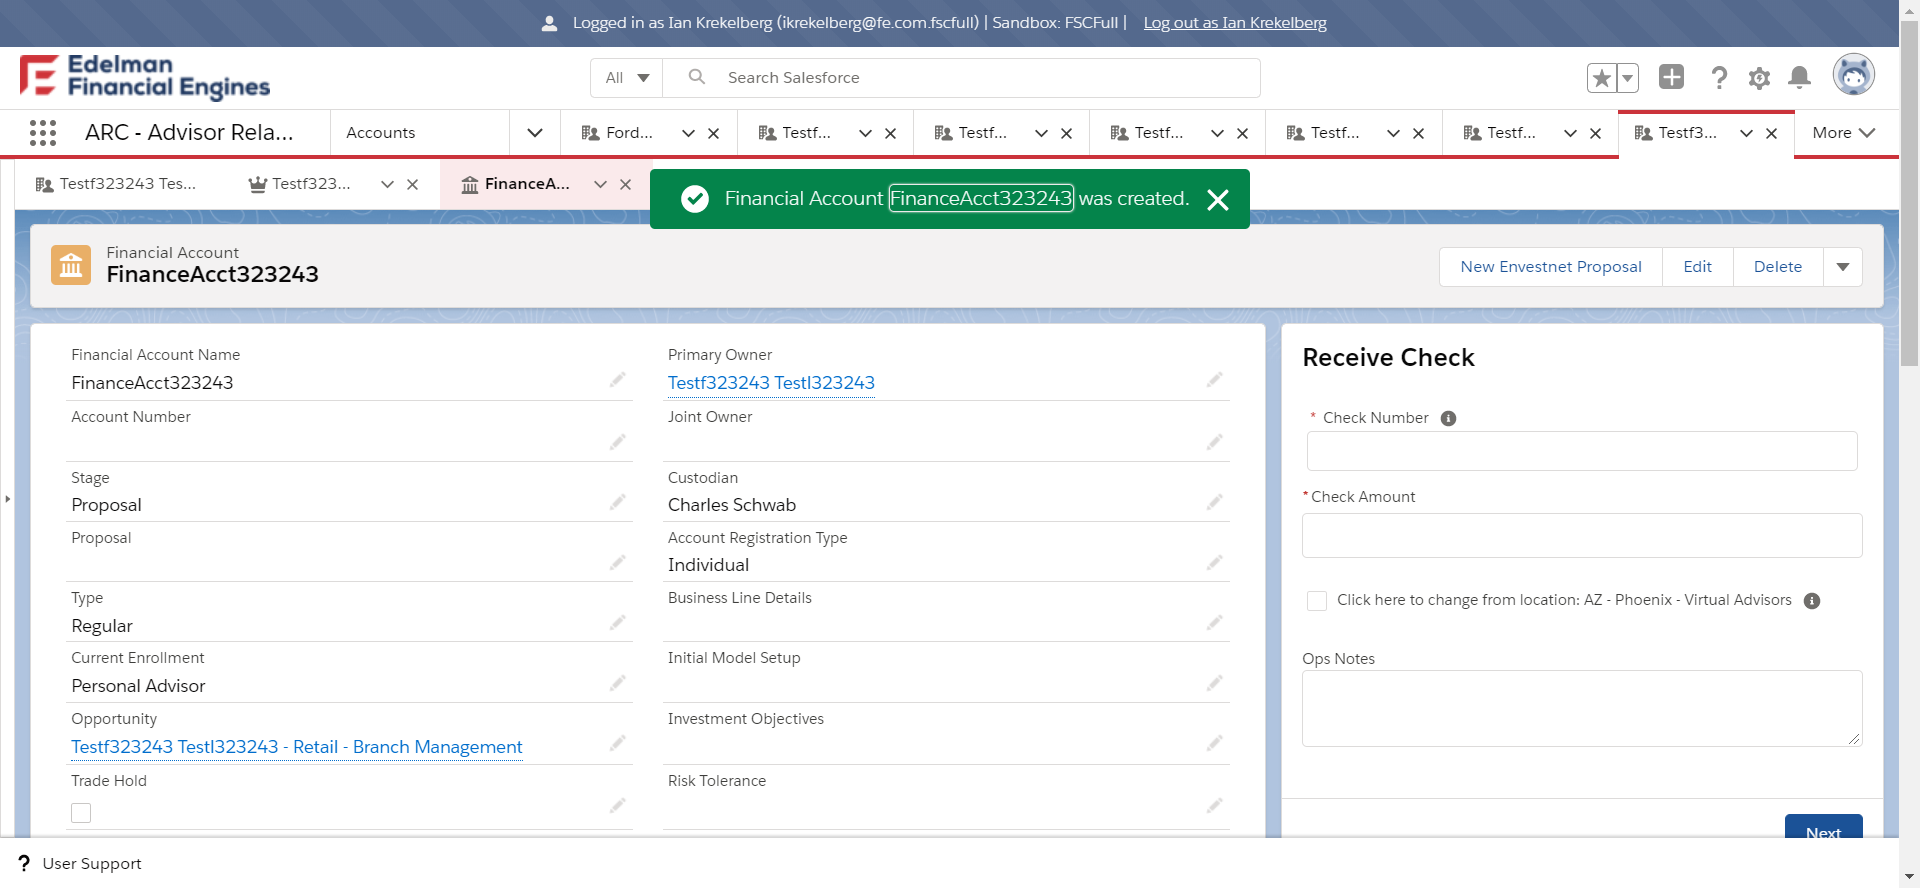 Logged in as Ian Krekelberg (ikrekelberg@fe.com.fscfull) | Sandbox: FSCFull | Log out as Ian Krekelberg
Edelman
Financial Engines
All
Search Salesforce
ARC - Advisor Rela...
Accounts
Ford...
Testf...
Testf...
Testf...
Testf...
Testf...
Testf3...
More
Testf323243 Tes...
Testf323...
FinanceA...
Financial Account FinanceAcct323243 was created.
Financial Account
FinanceAcct323243
New Envestnet Proposal
Edit
Delete
Financial Account Name
FinanceAcct323243
Primary Owner
Testf323243 Testl323243
Account Number
Joint Owner
Stage
Proposal
Custodian
Charles Schwab
Proposal
Account Registration Type
Individual
Type
Regular
Business Line Details
Current Enrollment
Personal Advisor
Initial Model Setup
Opportunity
Testf323243 Testl323243 - Retail - Branch Management
Investment Objectives
Trade Hold
Risk Tolerance
Receive Check
* Check Number
* Check Amount
Click here to change from location: AZ - Phoenix - Virtual Advisors
Ops Notes
Next
? User Support